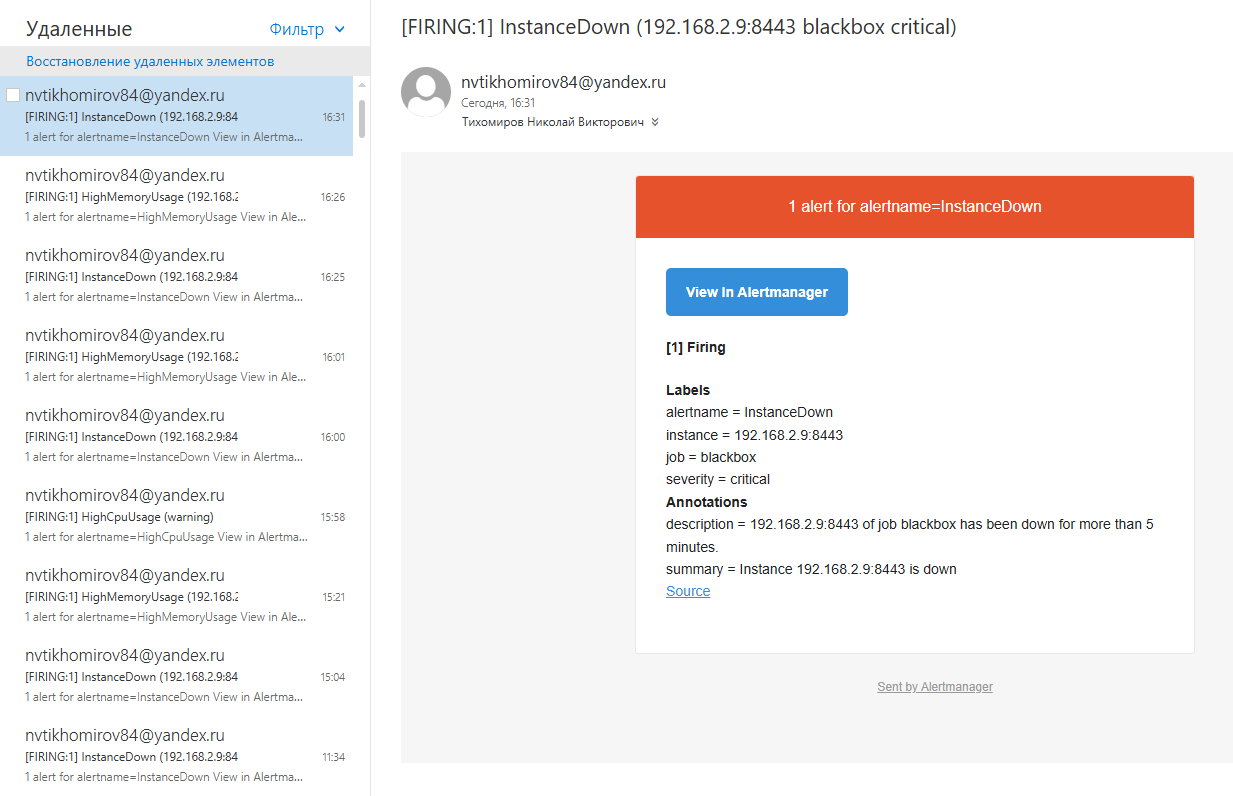 Удаленные
Фильтр
Восстановление удаленных элементов
nvtikhomirov84@yandex.ru
[FIRING:1] InstanceDown (192.168.2.9:84
16:31
1 alert for alertname=InstanceDown View in Alertma...
nvtikhomirov84@yandex.ru
[FIRING:1] HighMemoryUsage (192.168.2
16:26
1 alert for alertname=HighMemoryUsage View in Ale...
nvtikhomirov84@yandex.ru
[FIRING:1] InstanceDown (192.168.2.9:84
16:25
1 alert for alertname=InstanceDown View in Alertma...
nvtikhomirov84@yandex.ru
[FIRING:1] HighMemoryUsage (192.168.2
16:01
1 alert for alertname=HighMemoryUsage View in Ale...
nvtikhomirov84@yandex.ru
[FIRING:1] InstanceDown (192.168.2.9:84
16:00
1 alert for alertname=InstanceDown View in Alertma...
nvtikhomirov84@yandex.ru
[FIRING:1] HighCpuUsage (warning)
15:58
1 alert for alertname=HighCpuUsage View in Alertma...
nvtikhomirov84@yandex.ru
[FIRING:1] HighMemoryUsage (192.168.2
15:21
1 alert for alertname=HighMemoryUsage View in Ale...
nvtikhomirov84@yandex.ru
[FIRING:1] InstanceDown (192.168.2.9:84
15:04
1 alert for alertname=InstanceDown View in Alertma...
nvtikhomirov84@yandex.ru
[FIRING:1] InstanceDown (192.168.2.9:84
11:34
1 alert for alertname=InstanceDown View in Alertma...
[FIRING:1] InstanceDown (192.168.2.9:8443 blackbox critical)
nvtikhomirov84@yandex.ru
Сегодня, 16:31
Тихомиров Николай Викторович
1 alert for alertname=InstanceDown
View In Alertmanager
[1] Firing
Labels
alertname = InstanceDown
instance = 192.168.2.9:8443
job = blackbox
severity = critical
Annotations
description = 192.168.2.9:8443 of job blackbox has been down for more than 5
minutes.
summary = Instance 192.168.2.9:8443 is down
Source
Sent by Alertmanager